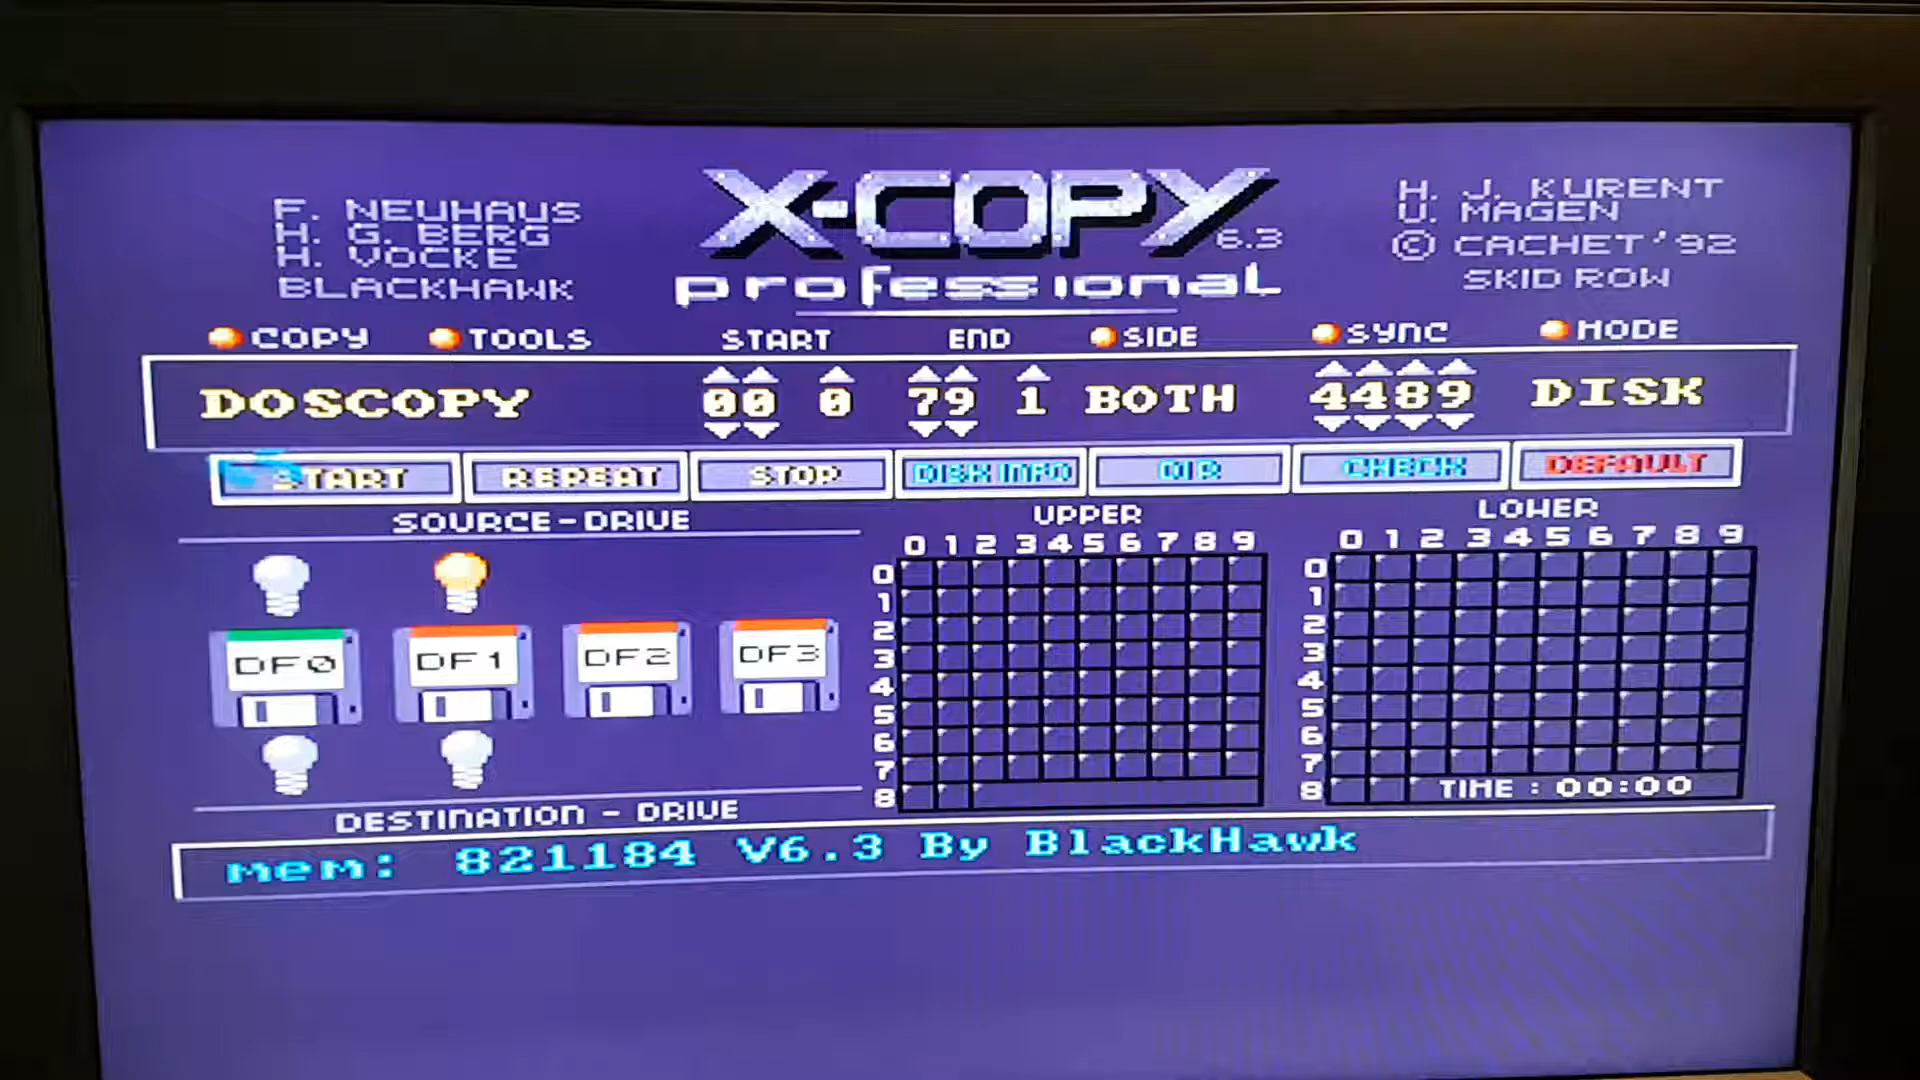 F. NEUHAUS
H. G. BERG
H. VOCKE
BLACKHAWK
X-COPY
6.3
professional
H. J. KURENT
U. MAGEN
© CACHET'92
SKID ROW
COPY TOOLS START END SIDE SYNC MODE
DOSCOPY 00 0 79 1 BOTH 4489 DISK
START REPEAT STOP DISK INFO DIR CHECK DEFAULT
SOURCE-DRIVE
DF0 DF1 DF2 DF3
DESTINATION - DRIVE
UPPER
0 1 2 3 4 5 6 7 8 9
0
1
2
3
4
5
6
7
8
LOWER
0 1 2 3 4 5 6 7 8 9
0
1
2
3
4
5
6
7
8 TIME : 00:00
mem: 821184 V6.3 By BlackHawk